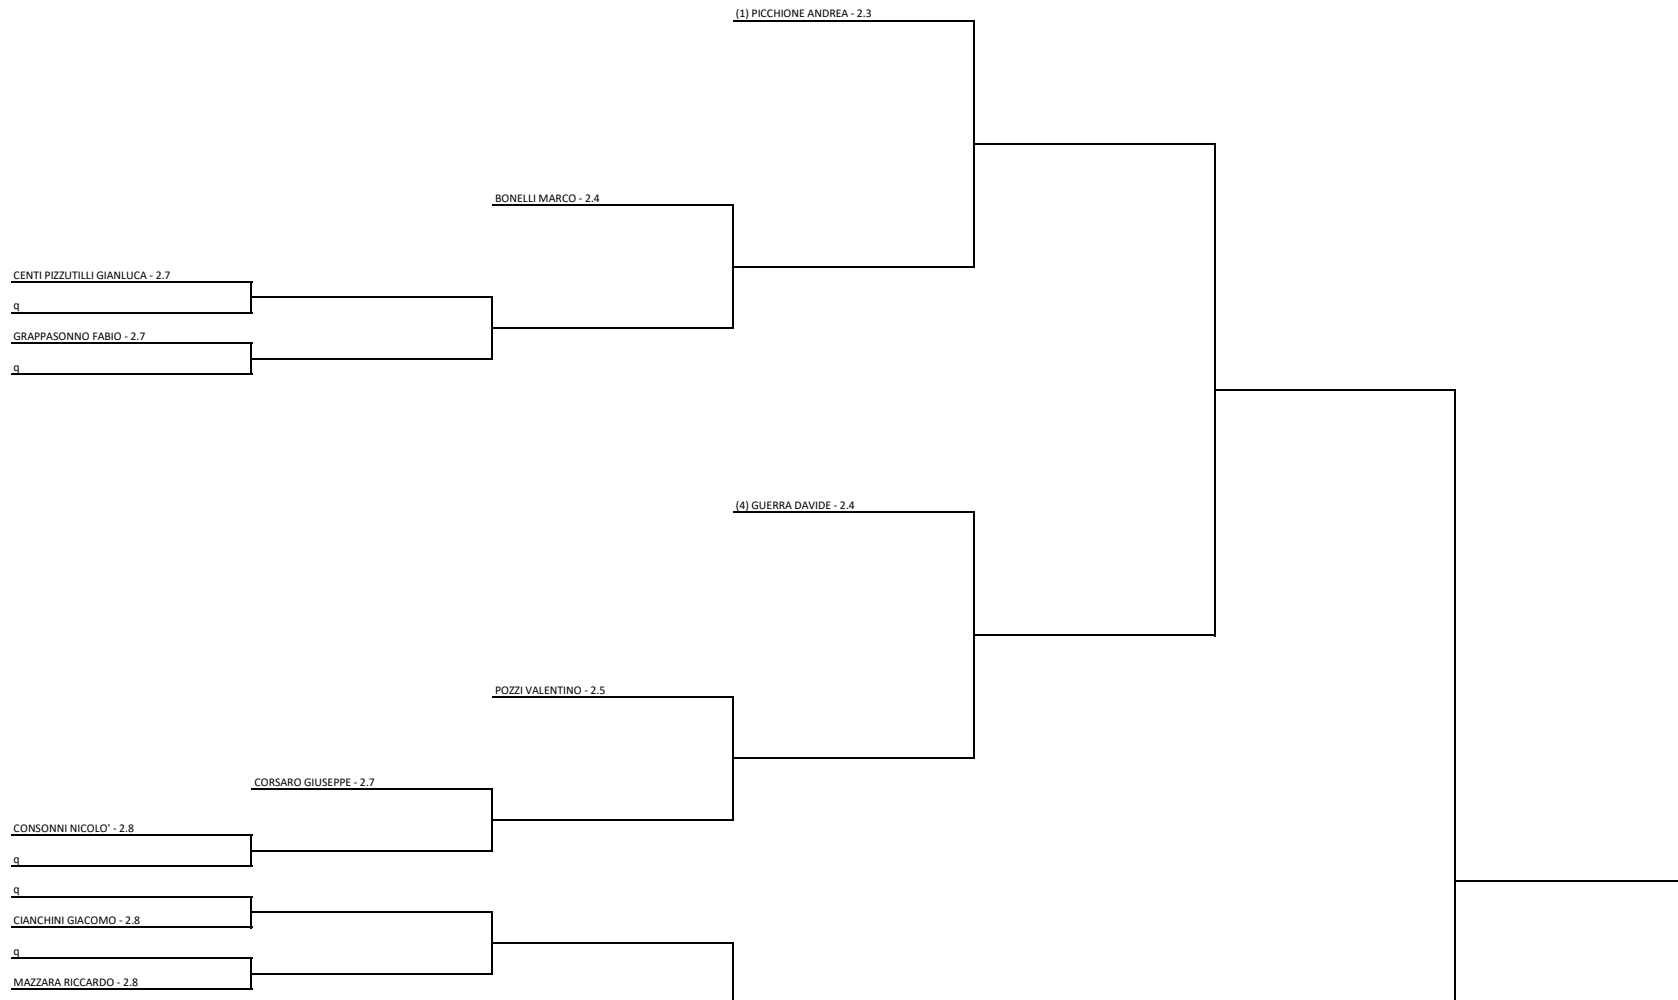 (1) PICCHIONE ANDREA - 2.3
BONELLI MARCO - 2.4
CENTI PIZZUTILLI GIANLUCA - 2.7
q
GRAPPASONNO FABIO - 2.7
q
(4) GUERRA DAVIDE - 2.4
POZZI VALENTINO - 2.5
CORSARO GIUSEPPE - 2.7
CONSONNI NICOLO' - 2.8
q
q
CIANCHINI GIACOMO - 2.8
q
MAZZARA RICCARDO - 2.8